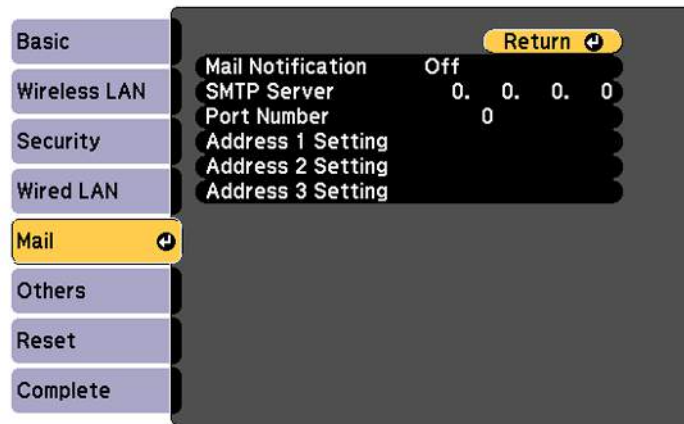 Basic
Wireless LAN
Security
Wired LAN
Mail
Others
Reset
Complete
Return
Mail Notification Off
SMTP Server 0. 0. 0. 0
Port Number 0
Address 1 Setting
Address 2 Setting
Address 3 Setting